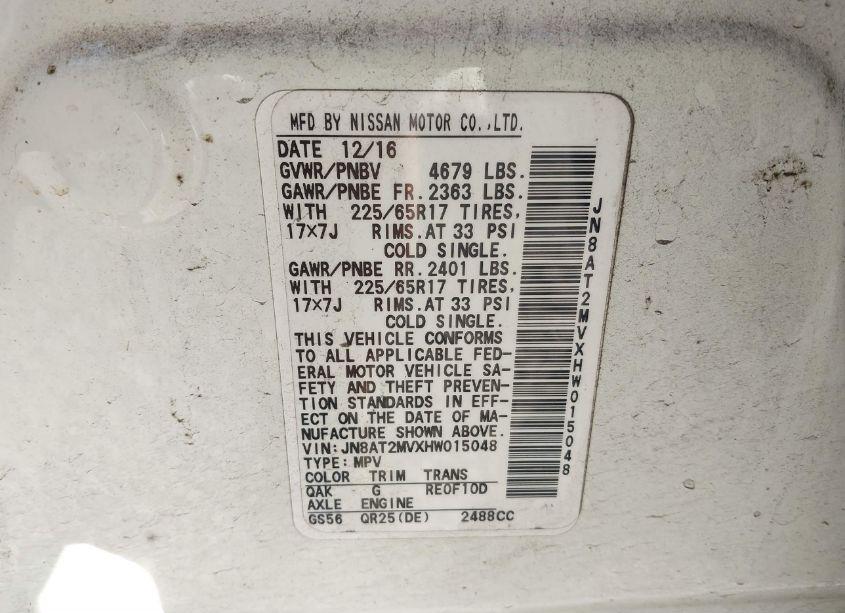 MFD BY NISSAN MOTOR CO.,LTD.
DATE 12/16
GVWR/PNBV 4679 LBS.
GAWR/PNBE FR. 2363 LBS.
WITH 225/65R17 TIRES,
17×7J RIMS.AT 33 PSI
COLD SINGLE.
GAWR/PNBE RR. 2401 LBS.
WITH 225/65R17 TIRES,
17×7J RIMS.AT 33 PSI
COLD SINGLE.
THIS VEHICLE CONFORMS
TO ALL APPLICABLE FED-
ERAL MOTOR VEHICLE SA-
FETY AND THEFT PREVEN-
TION STANDARDS IN EFF-
ECT ON THE DATE OF MA-
NUFACTURE SHOWN ABOVE.
VIN: JN8AT2MVXHW015048
TYPE: MPV
COLOR TRIM TRANS
QAK G RE0F10D
AXLE ENGINE
GS56 QR25(DE) 2488CC
JN8AT2MVXHW015048